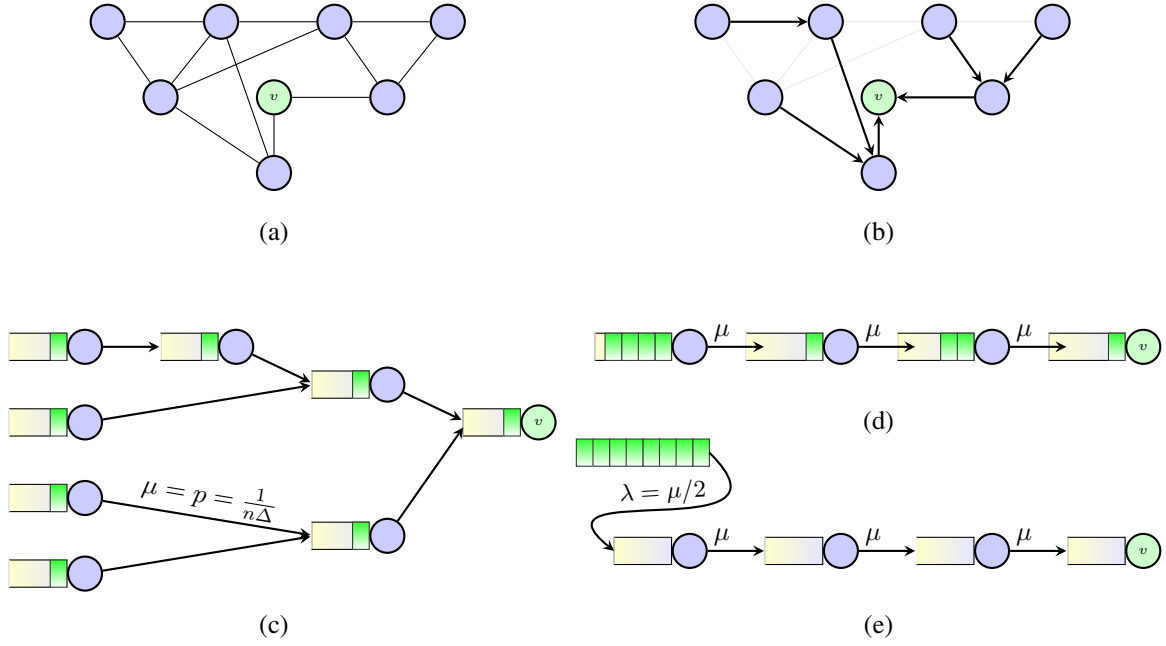 v
v
(a)
(b)
μ μ μ
v
v
(d)
μ = p = 1/nΔ
λ = μ/2
μ μ μ
v
(c)
(e)